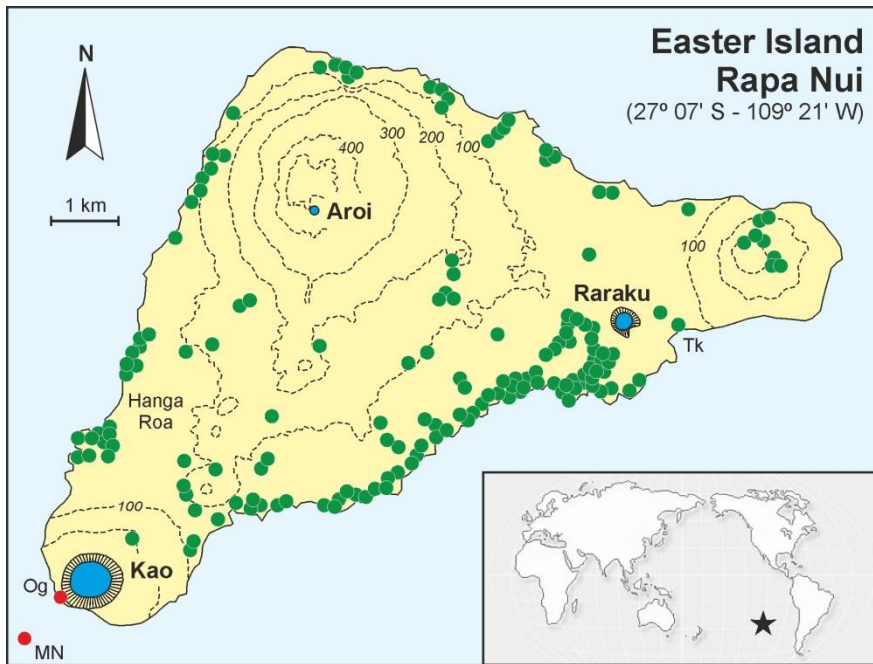 Easter Island
Rapa Nui
(27º 07' S - 109º 21' W)
N
1 km
400
300
200
100
Aroi
100
Raraku
Tk
Hanga
Roa
100
Kao
Og
MN